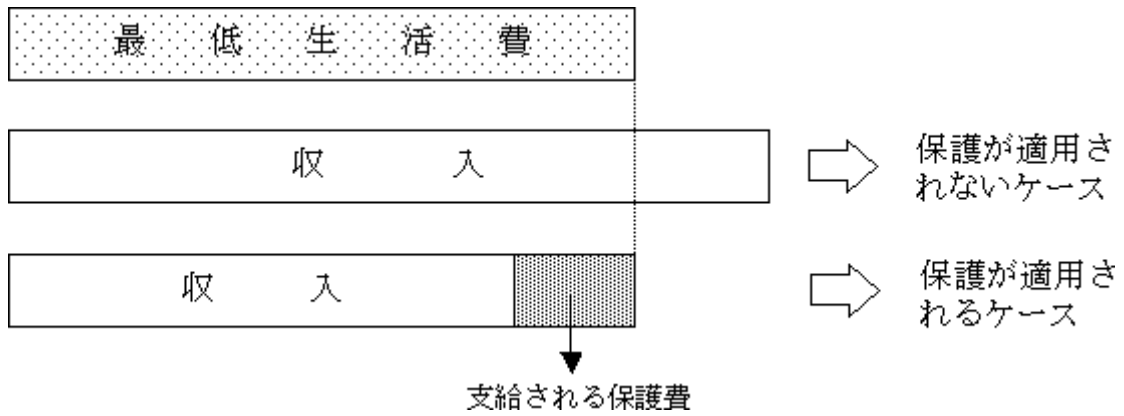 最低生活費
収入
保護が適用さ
れないケース
収入
保護が適用さ
れるケース
支給される保護費